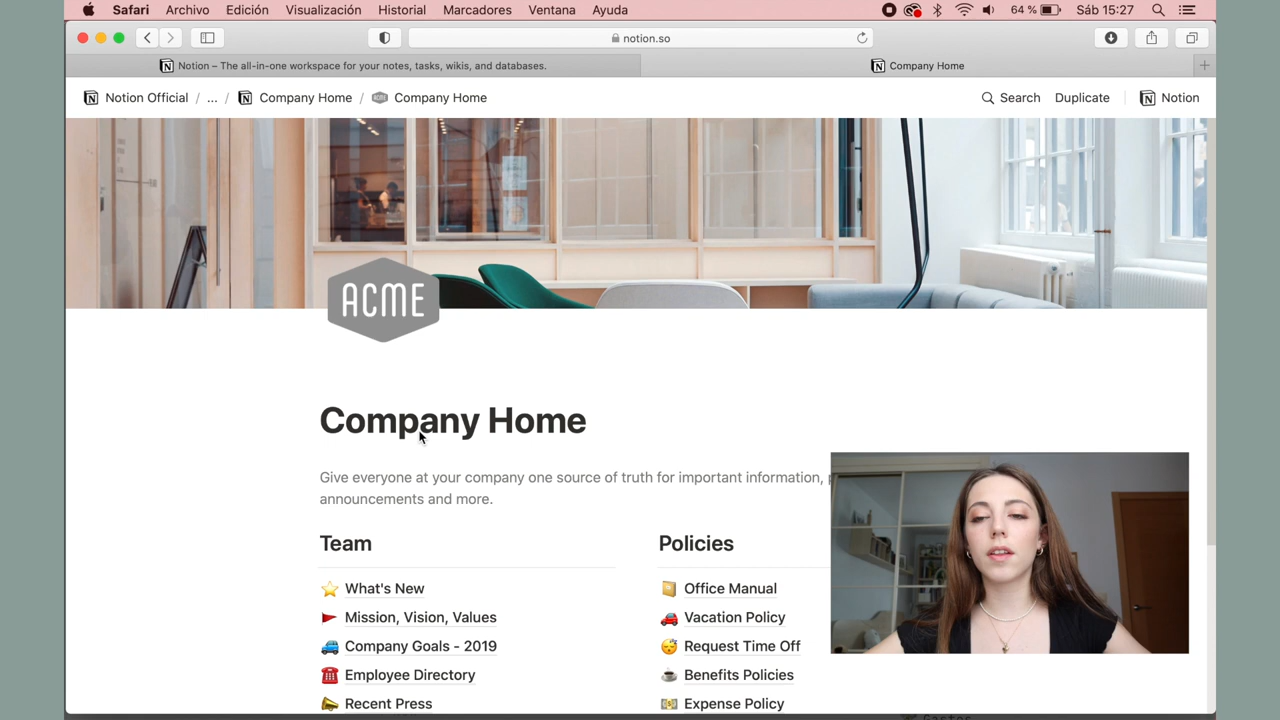 Safari Archivo Edición Visualización Historial Marcadores Ventana Ayuda 64 % Sáb 15:27
notion.so
Notion – The all-in-one workspace for your notes, tasks, wikis, and databases. Company Home
Notion Official / ... / Company Home / Company Home Search Duplicate Notion
ACME
Company Home
Give everyone at your company one source of truth for important information,
announcements and more.
Team
What's New
Mission, Vision, Values
Company Goals - 2019
Employee Directory
Recent Press
Policies
Office Manual
Vacation Policy
Request Time Off
Benefits Policies
Expense Policy